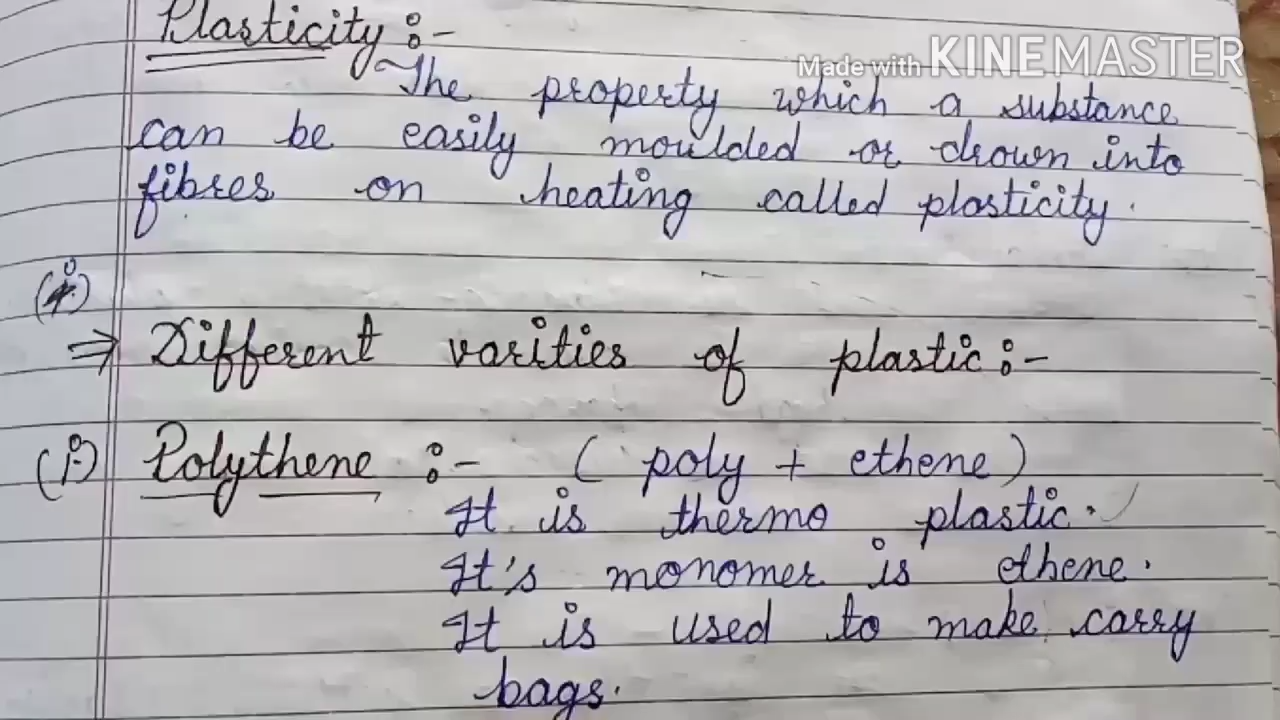 Plasticity :-
Made with KINEMASTER
The property which a substance
can be easily moulded or drown into
fibres on heating called plasticity.
(i)
⇒ Different varities of plastic :-
(i) Polythene :- (poly + ethene)
It is thermo plastic.
It's monomer is ethene.
It is used to make carry
bags.